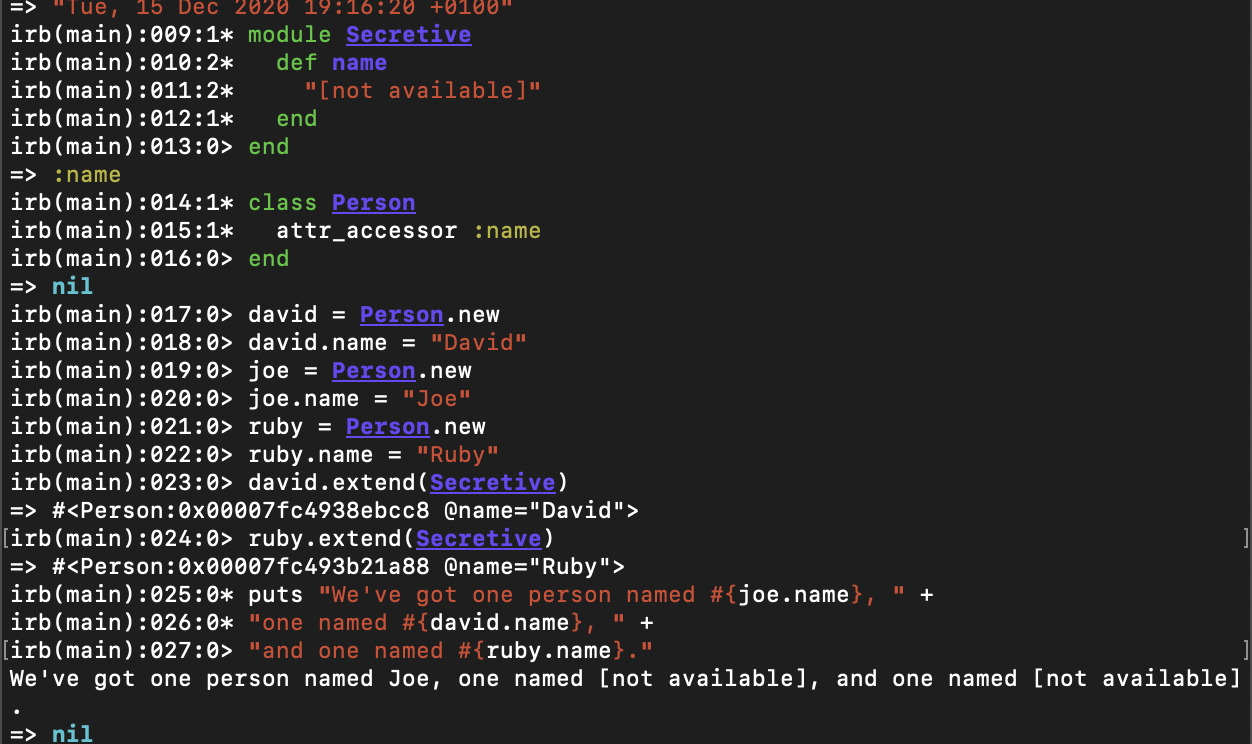 => "Tue, 15 Dec 2020 19:16:20 +0100"
irb(main):009:1* module Secretive
irb(main):010:2*   def name
irb(main):011:2*     "[not available]"
irb(main):012:1*   end
irb(main):013:0> end
=> :name
irb(main):014:1* class Person
irb(main):015:1*   attr_accessor :name
irb(main):016:0> end
=> nil
irb(main):017:0> david = Person.new
irb(main):018:0> david.name = "David"
irb(main):019:0> joe = Person.new
irb(main):020:0> joe.name = "Joe"
irb(main):021:0> ruby = Person.new
irb(main):022:0> ruby.name = "Ruby"
irb(main):023:0> david.extend(Secretive)
=> #<Person:0x00007fc4938ebcc8 @name="David">
[irb(main):024:0> ruby.extend(Secretive) ]
=> #<Person:0x00007fc493b21a88 @name="Ruby">
irb(main):025:0* puts "We've got one person named #{joe.name}, " +
irb(main):026:0* "one named #{david.name}, " +
[irb(main):027:0> "and one named #{ruby.name}." ]
We've got one person named Joe, one named [not available], and one named [not available]
.
=> nil